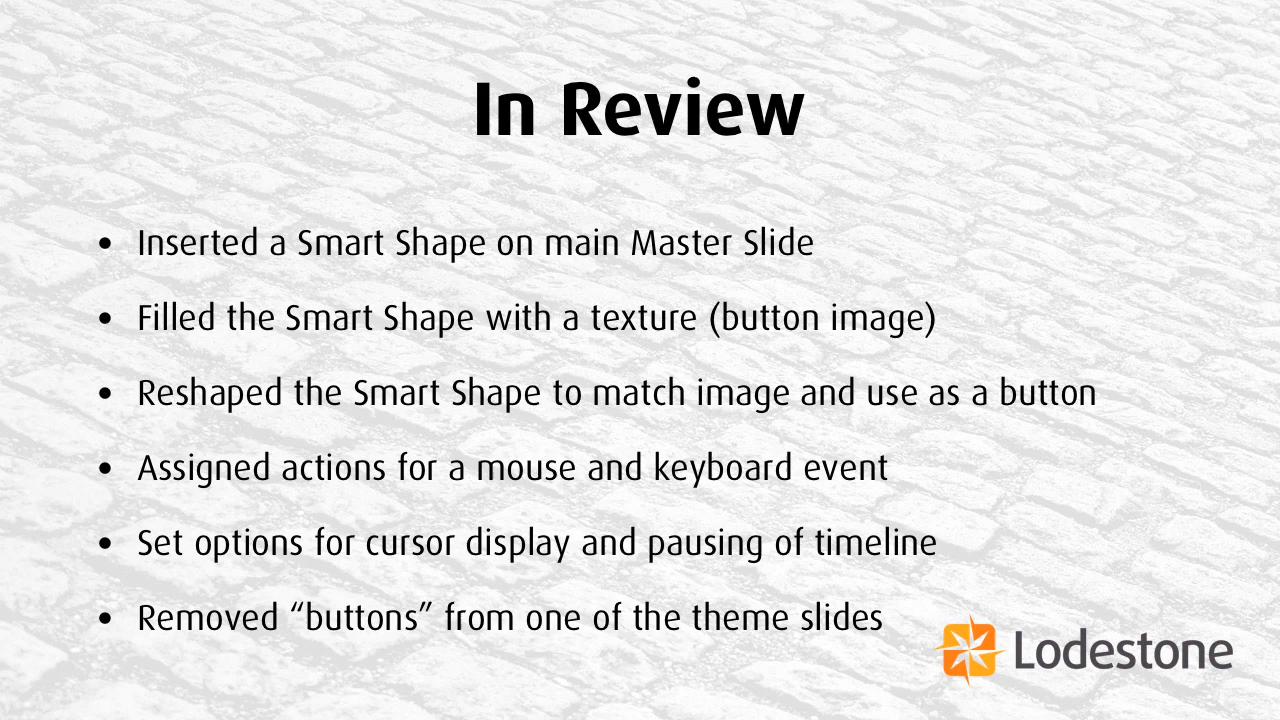 In Review
• Inserted a Smart Shape on main Master Slide
• Filled the Smart Shape with a texture (button image)
• Reshaped the Smart Shape to match image and use as a button
• Assigned actions for a mouse and keyboard event
• Set options for cursor display and pausing of timeline
• Removed “buttons” from one of the theme slides
Lodestone